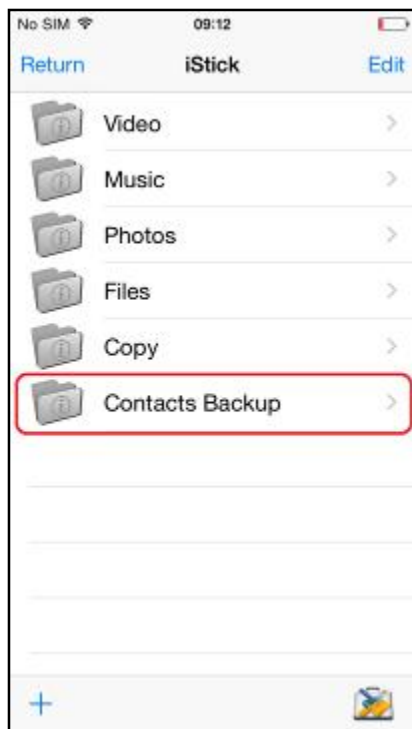 No SIM 09:12
Return iStick Edit
Video
Music
Photos
Files
Copy
Contacts Backup
+